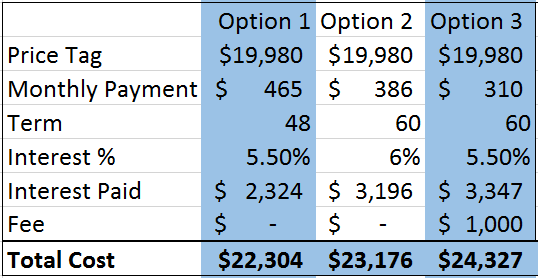 Option 1 Option 2 Option 3
Price Tag $19,980 $19,980 $19,980
Monthly Payment $ 465 $ 386 $ 310
Term 48 60 60
Interest % 5.50% 6% 5.50%
Interest Paid $ 2,324 $ 3,196 $ 3,347
Fee $ - $ - $ 1,000
Total Cost $22,304 $23,176 $24,327